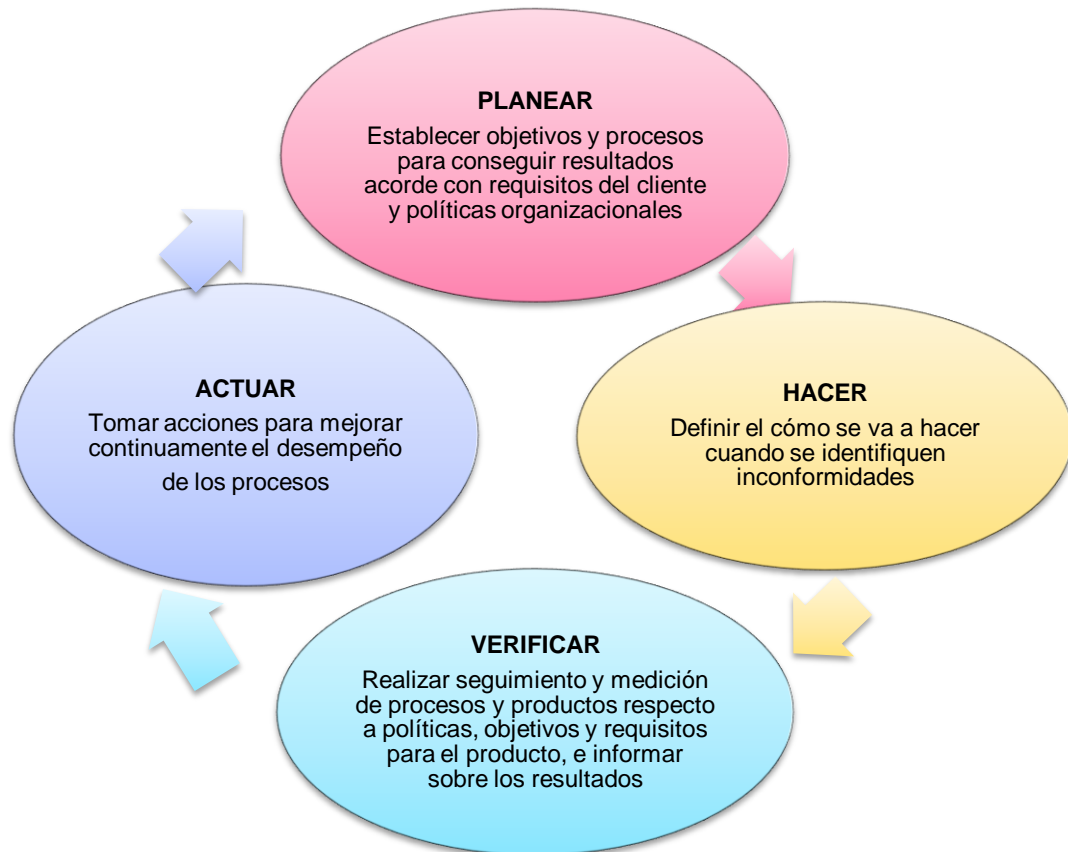 PLANEAR
Establecer objetivos y procesos
para conseguir resultados
acorde con requisitos del cliente
y políticas organizacionales
ACTUAR
Tomar acciones para mejorar
continuamente el desempeño
de los procesos
HACER
Definir el cómo se va a hacer
cuando se identifiquen
inconformidades
VERIFICAR
Realizar seguimiento y medición
de procesos y productos respecto
a políticas, objetivos y requisitos
para el producto, e informar
sobre los resultados